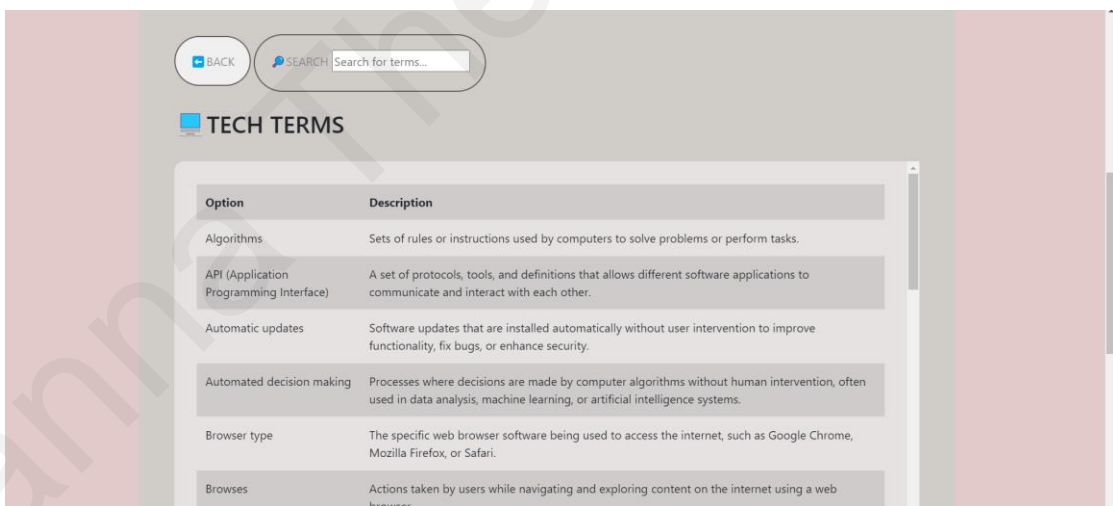 BACK SEARCH Search for terms...
TECH TERMS
Option Description
Algorithms Sets of rules or instructions used by computers to solve problems or perform tasks.
API (Application Programming Interface) A set of protocols, tools, and definitions that allows different software applications to
communicate and interact with each other.
Automatic updates Software updates that are installed automatically without user intervention to improve
functionality, fix bugs, or enhance security.
Automated decision making Processes where decisions are made by computer algorithms without human intervention, often
used in data analysis, machine learning, or artificial intelligence systems.
Browser type The specific web browser software being used to access the internet, such as Google Chrome,
Mozilla Firefox, or Safari.
Browses Actions taken by users while navigating and exploring content on the internet using a web